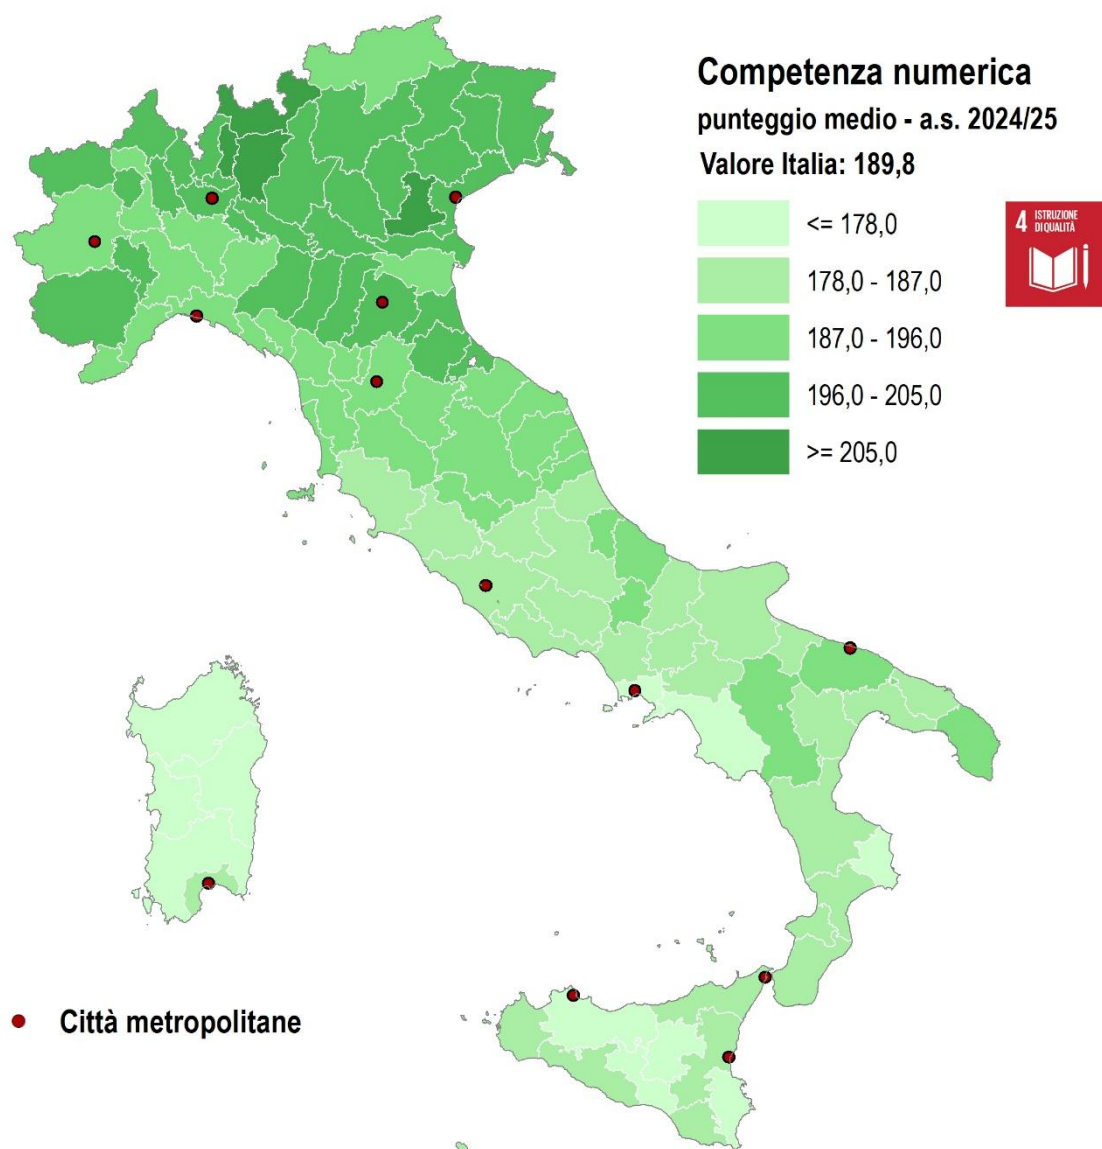 Competenza numerica
punteggio medio - a.s. 2024/25
Valore Italia: 189,8
<= 178,0
178,0 - 187,0
187,0 - 196,0
196,0 - 205,0
>= 205,0
4 ISTRUZIONE
DI QUALITÀ
Città metropolitane